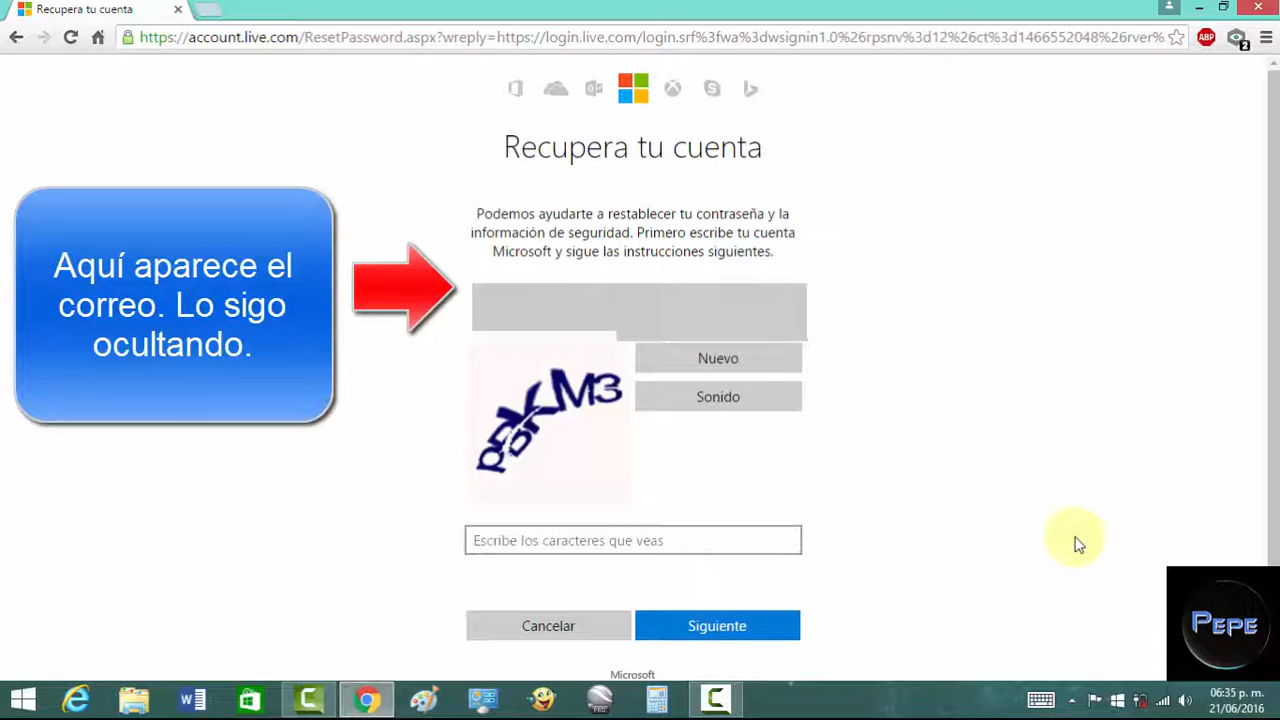 Recupera tu cuenta
https://account.live.com/ResetPassword.aspx?wreply=https://login.live.com/login.srf%3fwa%3dwsignin1.0%26rpsnv%3d12%26ct%3d1466552048%26rver%
ABP
2
Recupera tu cuenta
Podemos ayudarte a restablecer tu contraseña y la
información de seguridad. Primero escribe tu cuenta
Microsoft y sigue las instrucciones siguientes.
Aquí aparece el
correo. Lo sigo
ocultando.
Nuevo
Sonido
Escribe los caracteres que veas
Cancelar
Siguiente
Microsoft
PEPE
06:35 p. m.
21/06/2016